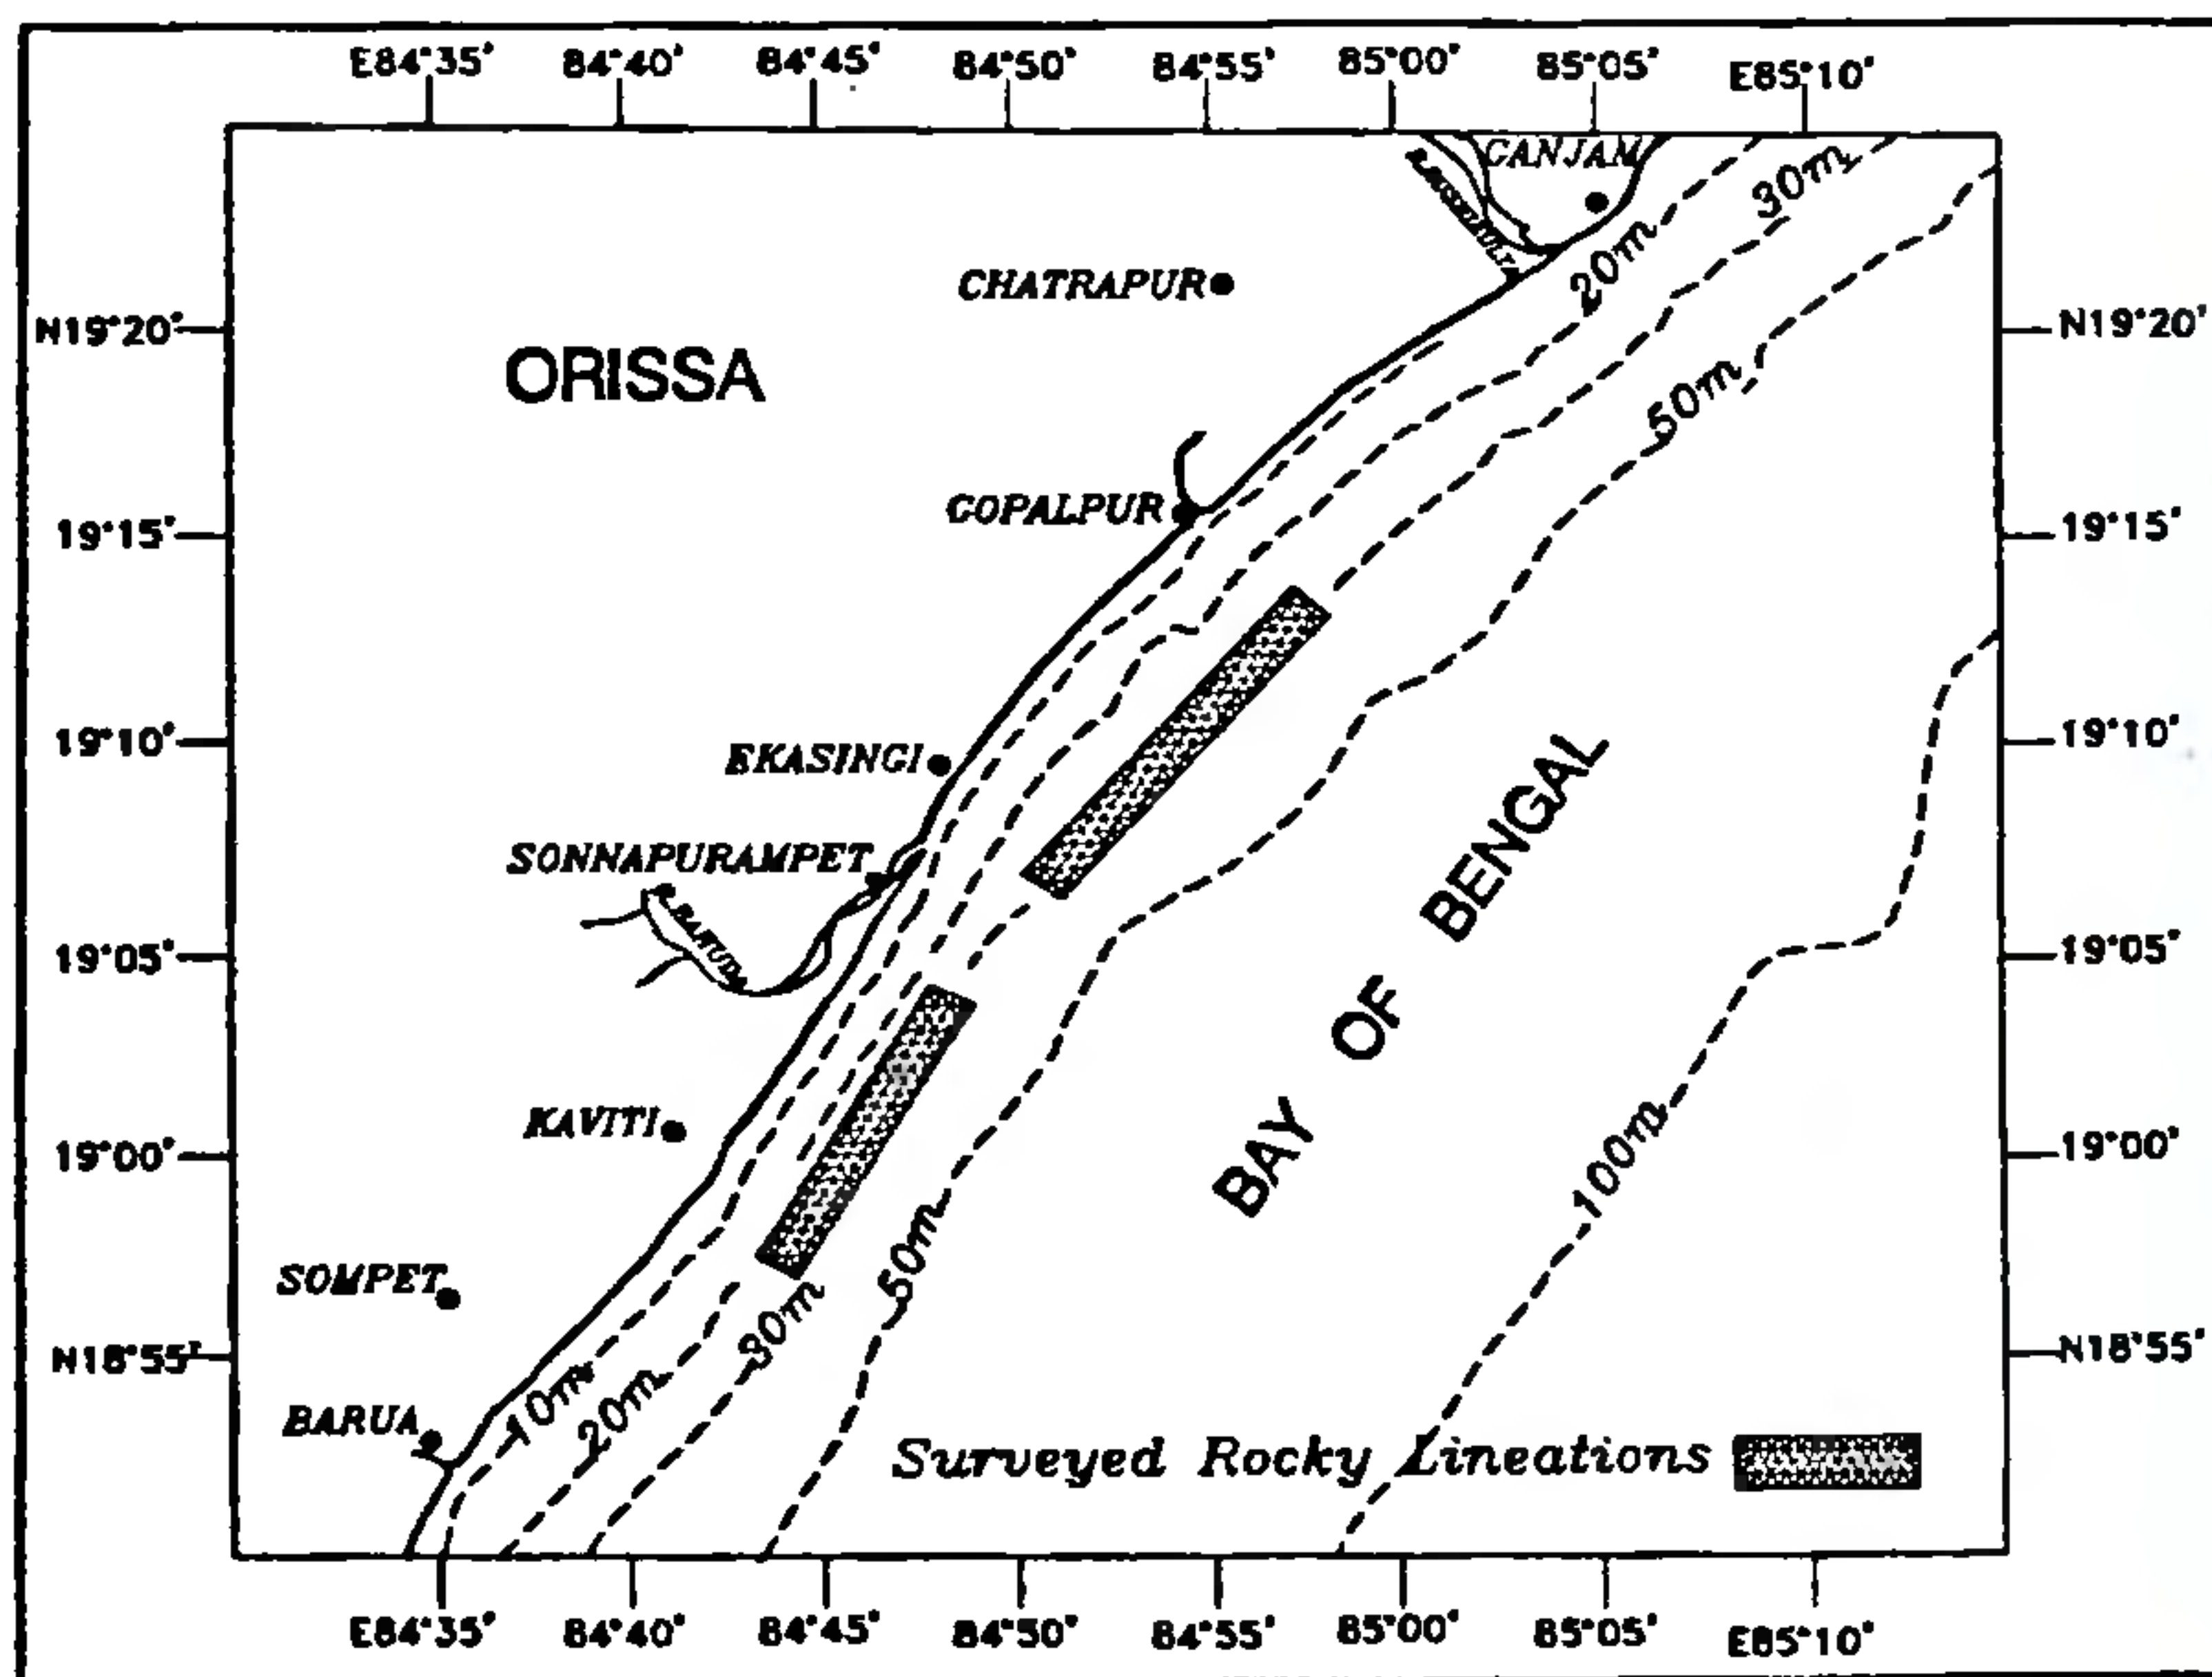 E84°35' 84°40' 84°45' 84°50' 84°55' 85°00' 85°05' E85°10'
GANJAM
30m
20m
CHATRAPUR
N19°20' N19°20'
ORISSA
50m
GOPALPUR
19°15' 19°15'
19°10' 19°10'
EKASINGI
BAY OF BENGAL
SONNAPURAMPET
19°05' 19°05'
KAVITI
100m
19°00' 19°00'
50m
SOMPET
30m
N18°55' N18°55'
10m
20m
BARUA
Surveyed Rocky Lineations
E84°35' 84°40' 84°45' 84°50' 84°55' 85°00' 85°05' E85°10'